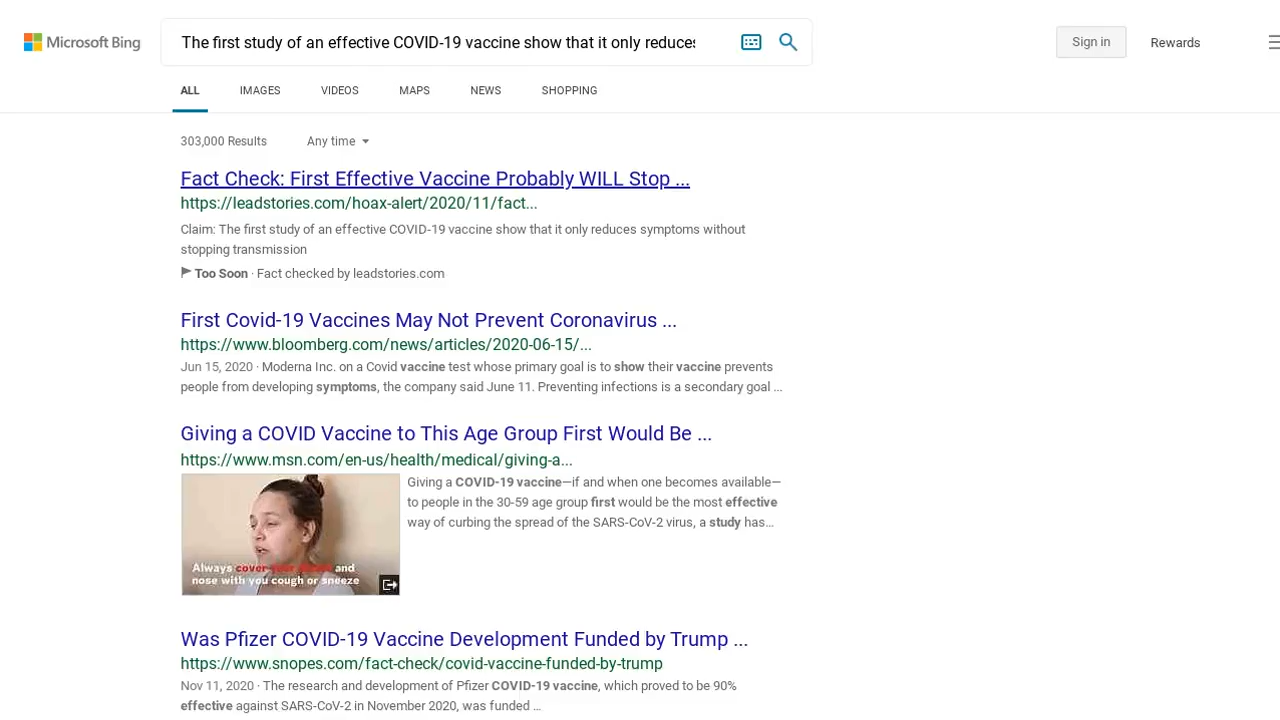 Microsoft Bing
The first study of an effective COVID-19 vaccine show that it only reduces
Sign in
Rewards
ALL
IMAGES
VIDEOS
MAPS
NEWS
SHOPPING
303,000 Results
Any time
Fact Check: First Effective Vaccine Probably WILL Stop ...
https://leadstories.com/hoax-alert/2020/11/fact...
Claim: The first study of an effective COVID-19 vaccine show that it only reduces symptoms without
stopping transmission
Too Soon · Fact checked by leadstories.com
First Covid-19 Vaccines May Not Prevent Coronavirus ...
https://www.bloomberg.com/news/articles/2020-06-15/...
Jun 15, 2020 · Moderna Inc. on a Covid vaccine test whose primary goal is to show their vaccine prevents
people from developing symptoms, the company said June 11. Preventing infections is a secondary goal ...
Giving a COVID Vaccine to This Age Group First Would Be ...
https://www.msn.com/en-us/health/medical/giving-a...
Giving a COVID-19 vaccine—if and when one becomes available—
to people in the 30-59 age group first would be the most effective
way of curbing the spread of the SARS-CoV-2 virus, a study has...
Always cover your mouth and
nose with you cough or sneeze
Was Pfizer COVID-19 Vaccine Development Funded by Trump ...
https://www.snopes.com/fact-check/covid-vaccine-funded-by-trump
Nov 11, 2020 · The research and development of Pfizer COVID-19 vaccine, which proved to be 90%
effective against SARS-CoV-2 in November 2020, was funded ...